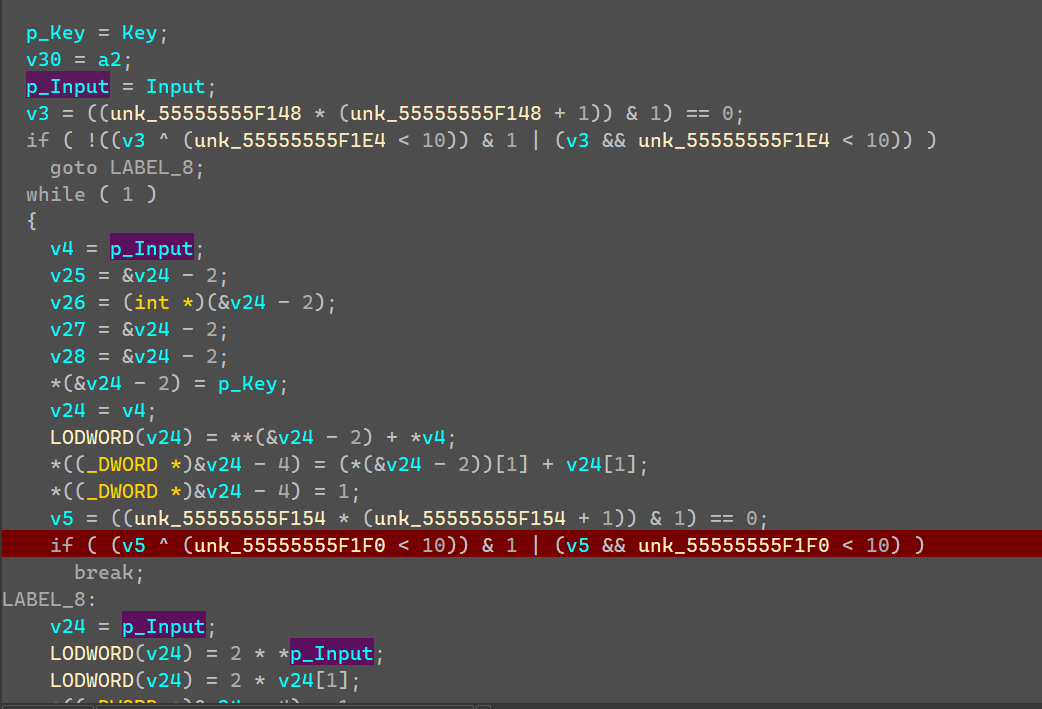 p_Key = Key;
v30 = a2;
p_Input = Input;
v3 = ((unk_55555555F148 * (unk_55555555F148 + 1)) & 1) == 0;
if ( !((v3 ^ (unk_55555555F1E4 < 10)) & 1 | (v3 && unk_55555555F1E4 < 10)) )
goto LABEL_8;
while ( 1 )
{
v4 = p_Input;
v25 = &v24 - 2;
v26 = (int *)(&v24 - 2);
v27 = &v24 - 2;
v28 = &v24 - 2;
*(&v24 - 2) = p_Key;
v24 = v4;
LODWORD(v24) = **(&v24 - 2) + *v4;
*((_DWORD *)&v24 - 4) = (*(&v24 - 2))[1] + v24[1];
*((_DWORD *)&v24 - 4) = 1;
v5 = ((unk_55555555F154 * (unk_55555555F154 + 1)) & 1) == 0;
if ( (v5 ^ (unk_55555555F1F0 < 10)) & 1 | (v5 && unk_55555555F1F0 < 10) )
break;
LABEL_8:
v24 = p_Input;
LODWORD(v24) = 2 * *p_Input;
LODWORD(v24) = 2 * v24[1];